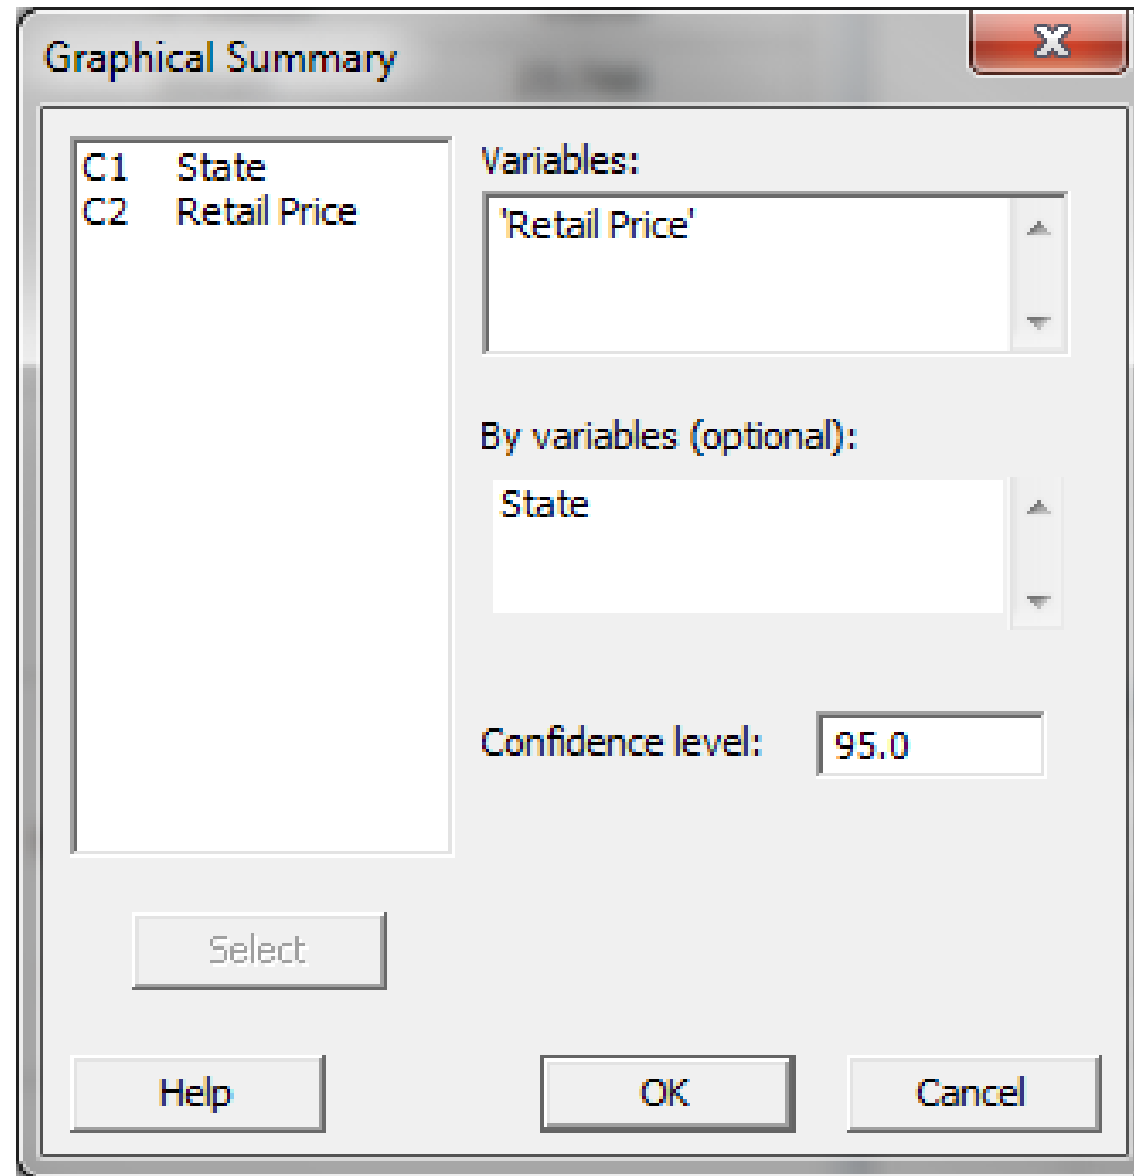 Graphical Summary
C1 State
C2 Retail Price
Variables:
'Retail Price'
By variables (optional):
State
Confidence level:
95.0
Select
Help
OK
Cancel